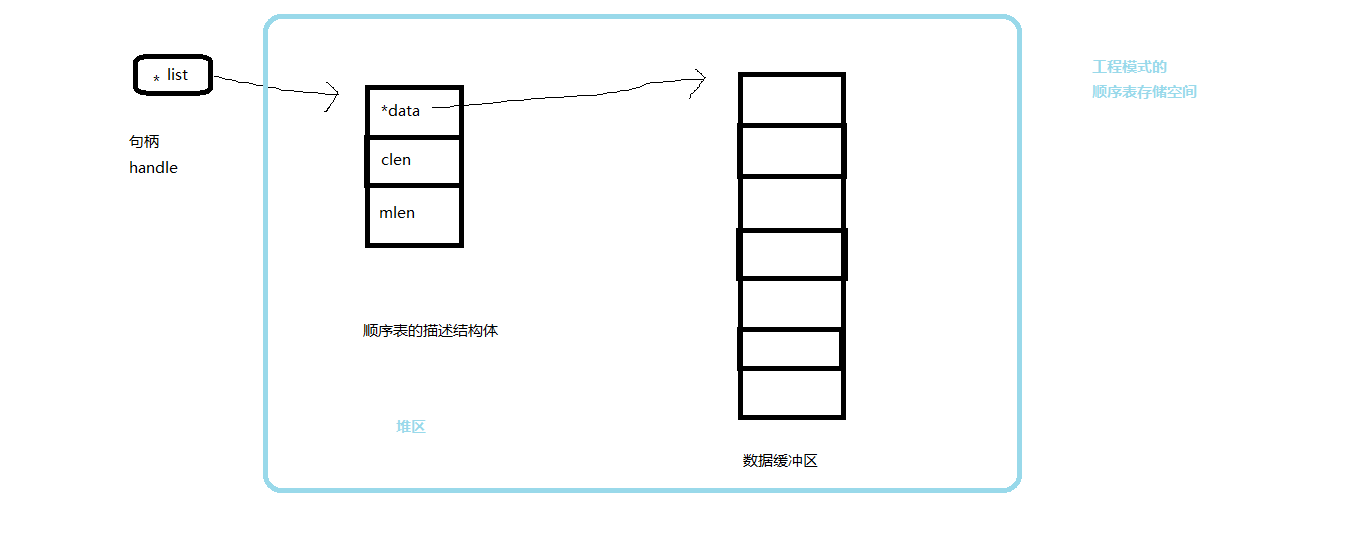 * list
句柄
handle
*data
clen
mlen
顺序表的描述结构体
堆区
数据缓冲区
工程模式的
顺序表存储空间